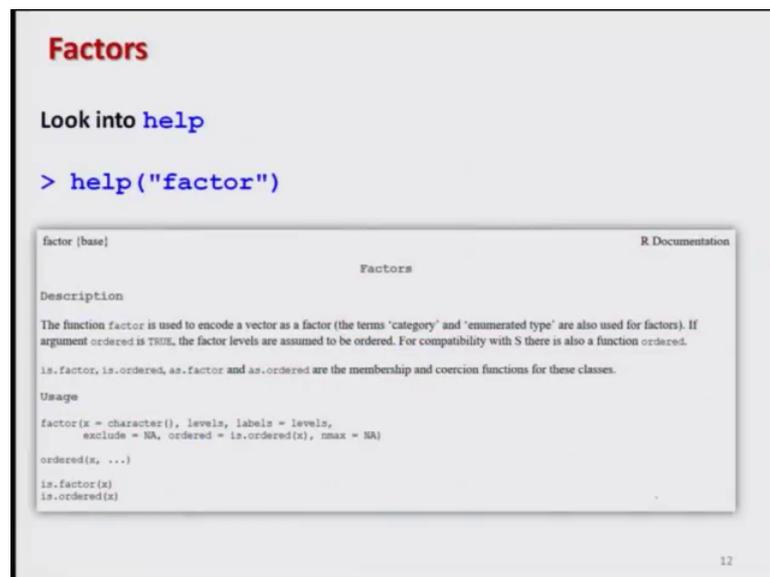 Factors
Look into help
> help("factor")
factor {base} R Documentation
Factors
Description
The function factor is used to encode a vector as a factor (the terms ‘category’ and ‘enumerated type’ are also used for factors). If
argument ordered is TRUE, the factor levels are assumed to be ordered. For compatibility with S there is also a function ordered.
is.factor, is.ordered, as.factor and as.ordered are the membership and coercion functions for these classes.
Usage
factor(x = character(), levels, labels = levels,
exclude = NA, ordered = is.ordered(x), nmax = NA)
ordered(x, ...)
is.factor(x)
is.ordered(x)
12